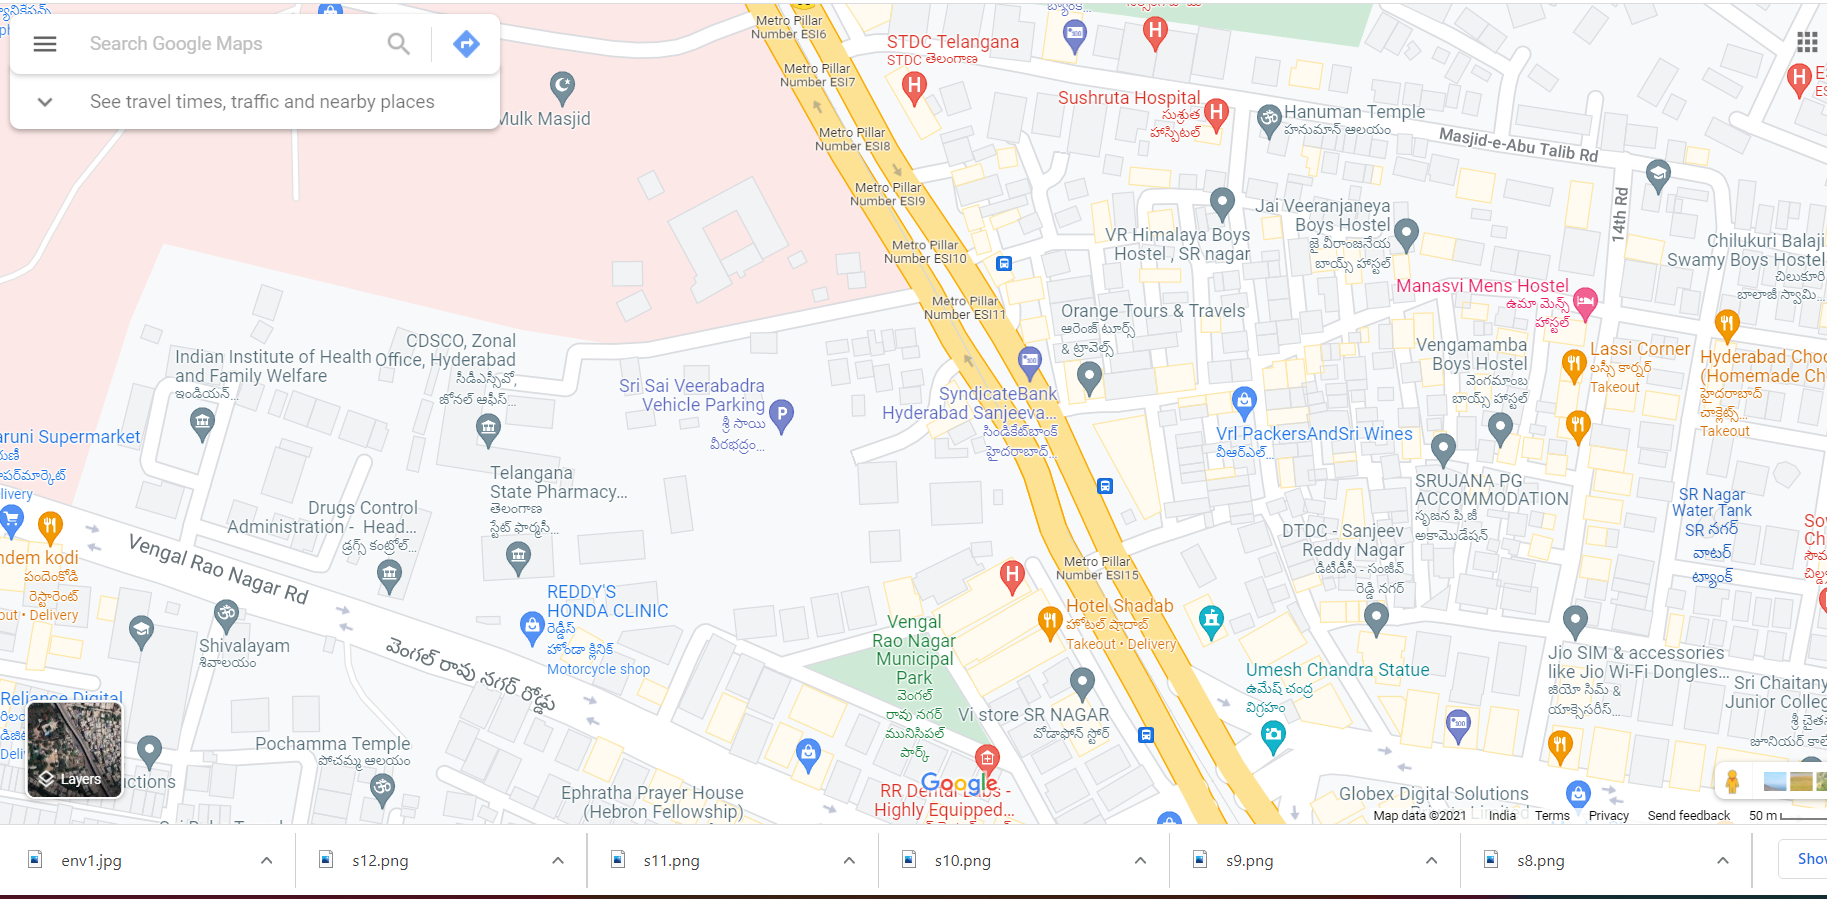 Search Google Maps
See travel times, traffic and nearby places
Mulk Masjid
Metro Pillar
Number ESI6
Metro Pillar
Number ESI7
Metro Pillar
Number ESI8
Metro Pillar
Number ESI9
Metro Pillar
Number ESI10
Metro Pillar
Number ESI11
STDC Telangana
STDC తెలంగాణ
Sushruta Hospital
సుశ్రుత
హాస్పిటల్
Hanuman Temple
హనుమాన్ ఆలయం
Masjid-e-Abu Talib Rd
14th Rd
Jai Veeranjaneya
Boys Hostel
జై వీరాంజనేయ
బాయ్స్ హాస్టల్
VR Himalaya Boys
Hostel , SR nagar
Chilukuri Balaji
Swamy Boys Hostel
చిలుకూరి
బాలాజీ స్వామి...
Manasvi Mens Hostel
ఉమా మెన్స్
హాస్టల్
Orange Tours & Travels
ఆరెంజ్ టూర్స్
& ట్రావెల్స్
Vengamamba
Boys Hostel
వెంగమాంబ
బాయ్స్ హాస్టల్
Lassi Corner
లస్సీ కార్నర్
Takeout
Hyderabad Choc
(Homemade Ch
హైదరాబాద్
చాక్లెట్స్...
Takeout
CDSCO, Zonal
Office, Hyderabad
సీడీఎస్సీవో,
జోనల్ ఆఫీస్...
Indian Institute of Health
and Family Welfare
ఇండియన్...
Sri Sai Veerabadra
Vehicle Parking
శ్రీ సాయి
వీరభద్రం...
SyndicateBank
Hyderabad Sanjeeva...
సిండికేట్‌బాంక్
హైదరాబాద్...
Vrl PackersAndSri Wines
వీఆర్ఎల్...
aruni Supermarket
livery
Telangana
State Pharmacy...
తెలంగాణ
స్టేట్ ఫార్మసీ...
SRUJANA PG
ACCOMMODATION
సృజన పి జీ
అకామొడేషన్
SR Nagar
Water Tank
SR నగర్
వాటర్
ట్యాంక్
Drugs Control
Administration - Head...
డ్రగ్స్ కంట్రోల్...
DTDC - Sanjeev
Reddy Nagar
డీటీడీసీ - సంజీవ్
రెడ్డి నగర్
Vengal Rao Nagar Rd
Metro Pillar
Number ESI15
ndem kodi
పందెంకోడి
రెస్టారెంట్
out • Delivery
REDDY'S
HONDA CLINIC
రెడ్డీస్
హోండా క్లినిక్
Motorcycle shop
Hotel Shadab
హోటల్ షాదాబ్
Takeout • Delivery
Shivalayam
శివాలయం
Vengal
Rao Nagar
Municipal
Park
వెంగల్
రావు నగర్
మునిసిపల్
పార్క్
వెంగల్ రావు నగర్ రోడ్డు
Umesh Chandra Statue
ఉమేష్ చంద్ర
విగ్రహం
Jio SIM & accessories
like Jio Wi-Fi Dongles...
జియో సిమ్ &
యాక్సెసరీస్...
Sri Chaitany
Junior Colleg
శ్రీ చైతన
జూనియర్ కాలే
Reliance Digital
Vi store SR NAGAR
వోడాఫోన్ స్టోర్
Pochamma Temple
పోచమ్మ ఆలయం
Layers
uctions
Ephratha Prayer House
(Hebron Fellowship)
Google
RR Dental Labs -
Highly Equipped...
Globex Digital Solutions
Private Limited
Map data ©2021 India Terms Privacy Send feedback 50 m
env1.jpg s12.png s11.png s10.png s9.png s8.png Show